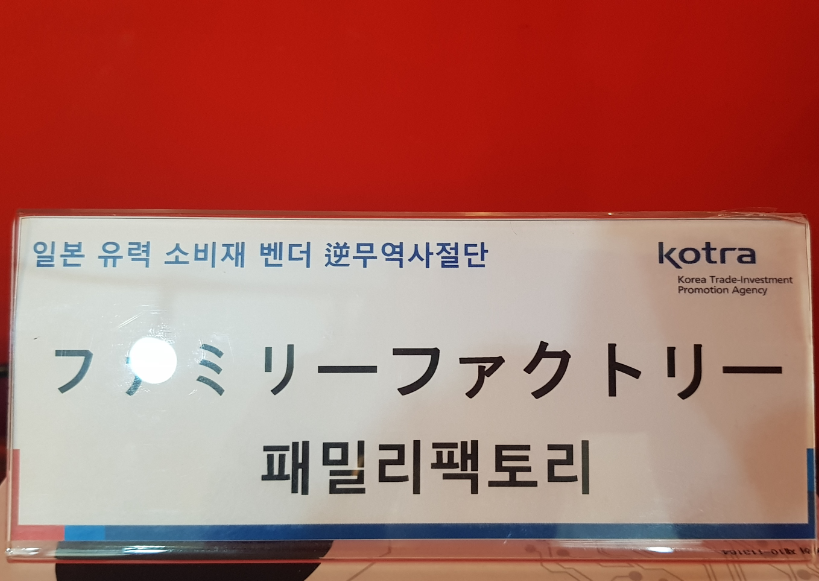 일본 유력 소비재 벤더 逆무역사절단
kotra
Korea Trade-Investment
Promotion Agency
ファミリーファクトリー
패밀리팩토리